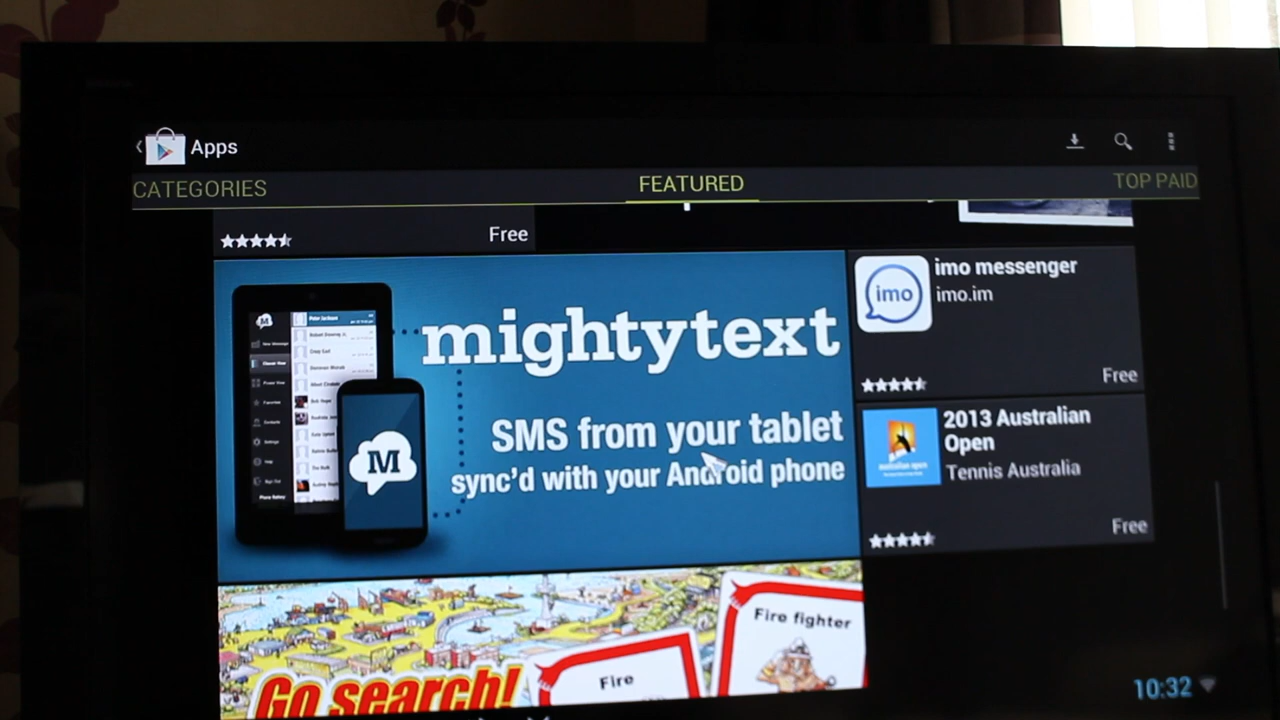 Apps
CATEGORIES
FEATURED
TOP PAID
Free
mightytext
SMS from your tablet
sync'd with your Android phone
M
M
imo
imo messenger
imo.im
Free
2013 Australian
Open
Tennis Australia
Free
Go search!
Fire
Fire fighter
10:32